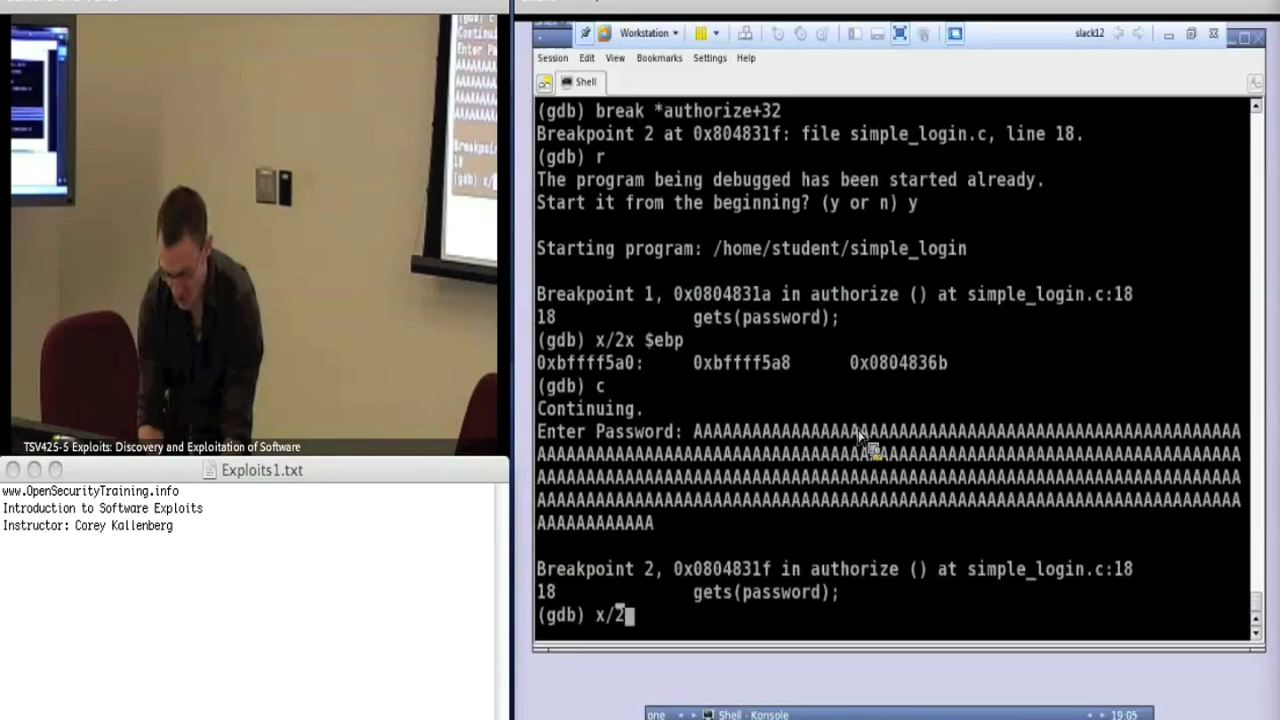 Workstation
slack12
Session Edit View Bookmarks Settings Help
Shell
(gdb) break *authorize+32
Breakpoint 2 at 0x804831f: file simple_login.c, line 18.
(gdb) r
The program being debugged has been started already.
Start it from the beginning? (y or n) y
Starting program: /home/student/simple_login
Breakpoint 1, 0x0804831a in authorize () at simple_login.c:18
18 gets(password);
(gdb) x/2x $ebp
0xbffff5a0: 0xbffff5a8 0x0804836b
(gdb) c
Continuing.
Enter Password: AAAAAAAAAAAAAAAAAAAAAAAAAAAAAAAAAAAAAAAAAAAAAAAAAAAAAAAA
AAAAAAAAAAAAAAAAAAAAAAAAAAAAAAAAAAAAAAAAAAAAAAAAAAAAAAAAAAAAAAAAAAAAAAAA
AAAAAAAAAAAAAAAAAAAAAAAAAAAAAAAAAAAAAAAAAAAAAAAAAAAAAAAAAAAAAAAAAAAAAAAA
AAAAAAAAAAAAAAAAAAAAAAAAAAAAAAAAAAAAAAAAAAAAAAAAAAAAAAAAAAAAAAAAAAAAAAAA
AAAAAAAAAAAA
Breakpoint 2, 0x0804831f in authorize () at simple_login.c:18
18 gets(password);
(gdb) x/2
Shell - Konsole
19:05
TSV425-5 Exploits: Discovery and Exploitation of Software
Exploits1.txt
www.OpenSecurityTraining.info
Introduction to Software Exploits
Instructor: Corey Kallenberg